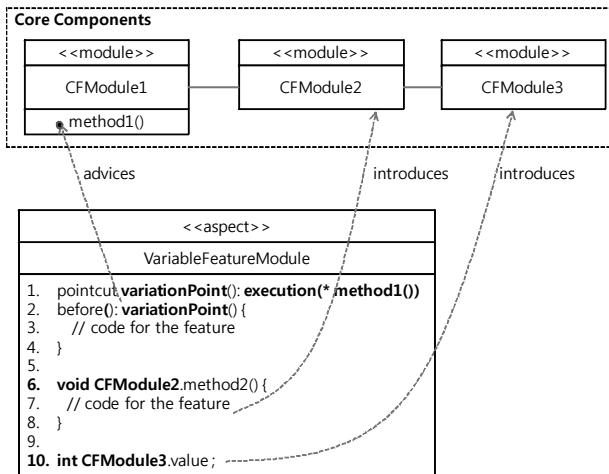 Core Components
<<module>>
CFModule1
method1()
<<module>>
CFModule2
<<module>>
CFModule3
advices
introduces
introduces
<<aspect>>
VariableFeatureModule
1. pointcut variationPoint(): execution(* method1())
2. before(): variationPoint() {
3. // code for the feature
4. }
5.
6. void CFModule2.method2() {
7. // code for the feature
8. }
9.
10. int CFModule3.value ;